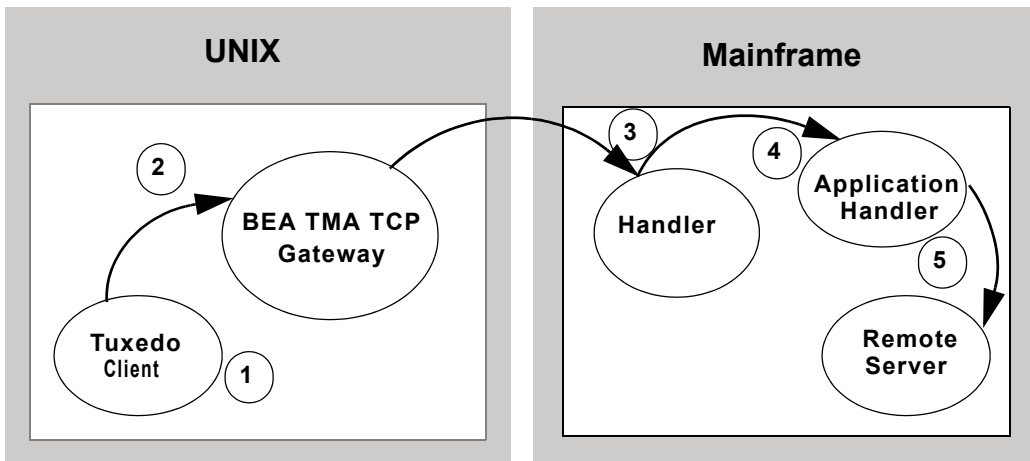 UNIX
2
BEA TMA TCP
Gateway
Tuxedo
Client
1
Mainframe
3
4
Handler
Application
Handler
5
Remote
Server